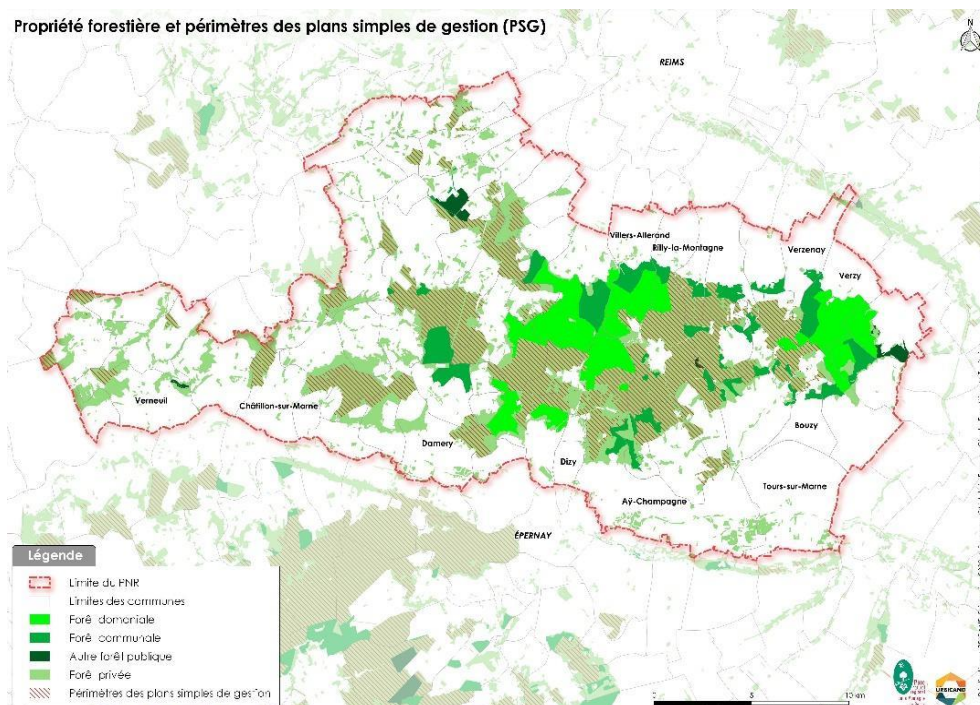 Propriété forestière et périmètres des plans simples de gestion (PSG)
N
REIMS
Villers-Allerand
Rilly-la-Montagne
Verzenay
Verzy
Verneuil
Châtillon-sur-Marne
Damery
Dizy
Bouzy
Aÿ-Champagne
Tours-sur-Marne
ÉPERNAY
Légende
Limite du PNR
Limites des communes
Forêt domaniale
Forêt communale
Autre forêt publique
Forêt privée
Périmètres des plans simples de gestion
0 5 10 km